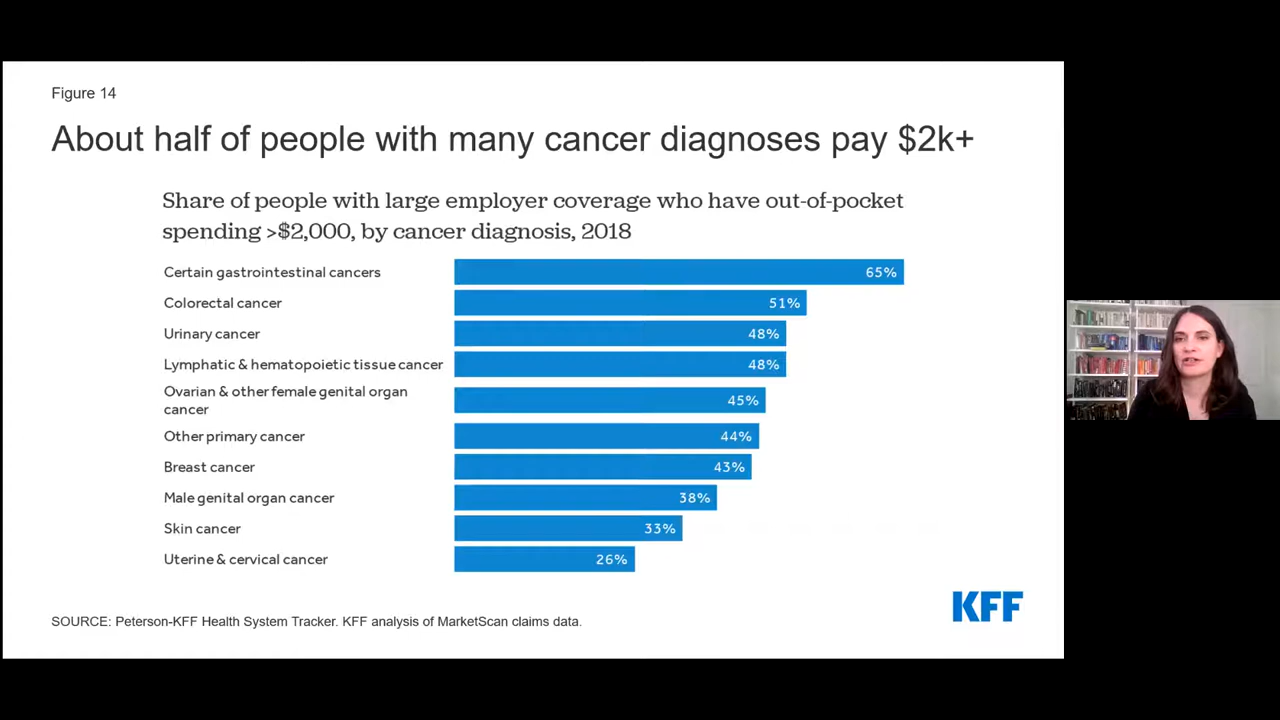 Figure 14
About half of people with many cancer diagnoses pay $2k+
Share of people with large employer coverage who have out-of-pocket
spending >$2,000, by cancer diagnosis, 2018
Certain gastrointestinal cancers 65%
Colorectal cancer 51%
Urinary cancer 48%
Lymphatic & hematopoietic tissue cancer 48%
Ovarian & other female genital organ
cancer 45%
Other primary cancer 44%
Breast cancer 43%
Male genital organ cancer 38%
Skin cancer 33%
Uterine & cervical cancer 26%
KFF
SOURCE: Peterson-KFF Health System Tracker. KFF analysis of MarketScan claims data.